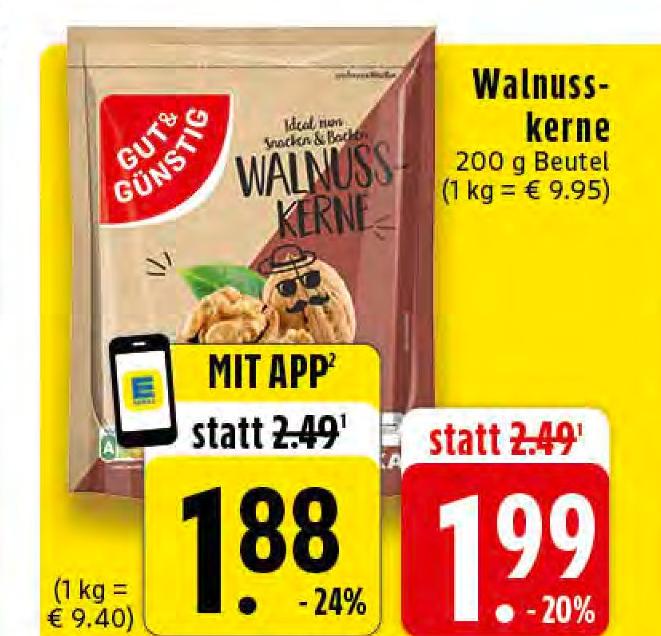 Walnuss-
kerne
200 g Beutel
(1 kg = € 9.95)
GUT&
GÜNSTIG
Ideal zum
Snacken & Backen
WALNUSS
KERNE
MIT APP²
statt 2.49¹
1.88
- 24%
(1 kg =
€ 9.40)
statt 2.49¹
1.99
- 20%
E
A